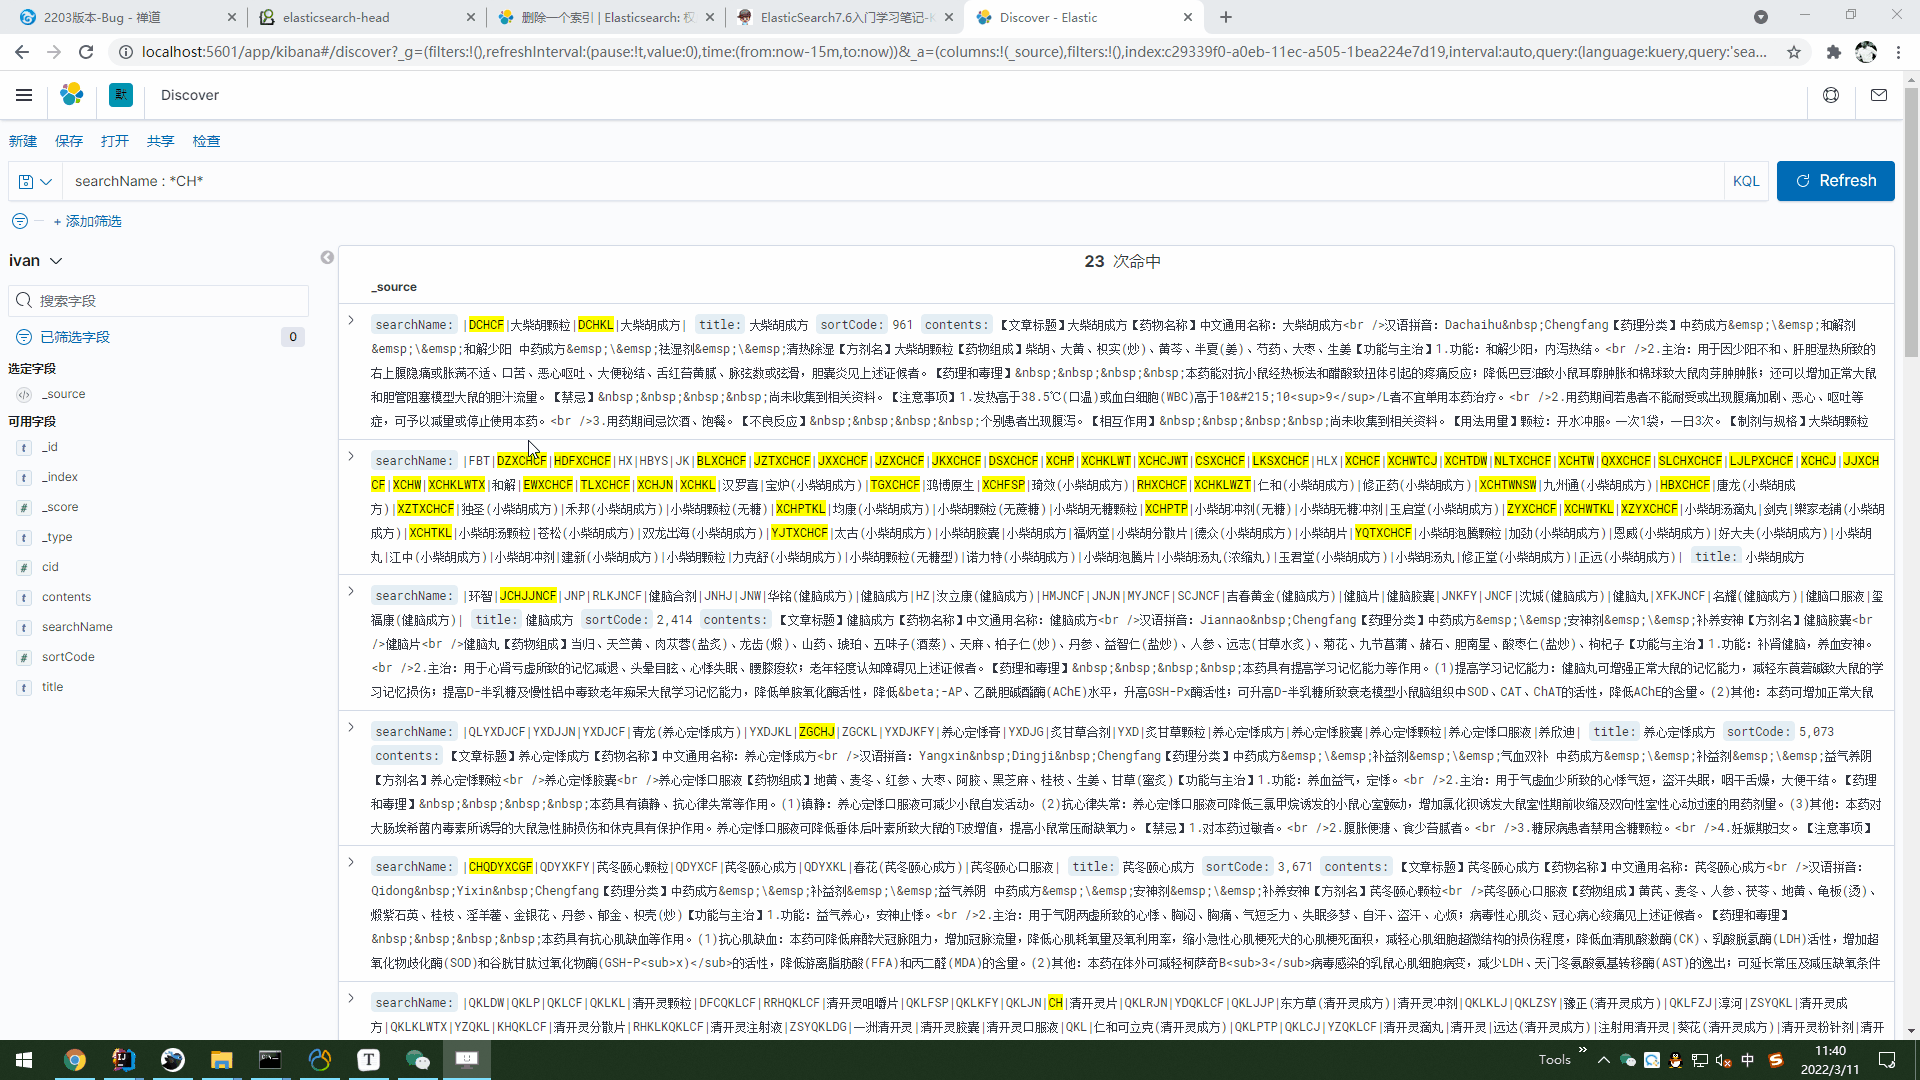 2203版本-Bug - 禅道
elasticsearch-head
删除一个索引 | Elasticsearch: 权
ElasticSearch7.6入门学习笔记-K
Discover - Elastic
localhost:5601/app/kibana#/discover?_g=(filters:!(),refreshInterval:(pause:!t,value:0),time:(from:now-15m,to:now))&_a=(columns:!(_source),filters:!(),index:c29339f0-a0eb-11ec-a505-1bea224e7d19,interval:auto,query:(language:kuery,query:'sea...
默
Discover
新建 保存 打开 共享 检查
searchName : *CH*
KQL
Refresh
+ 添加筛选
ivan
搜索字段
已筛选字段 0
选定字段
_source
可用字段
t _id
t _index
# _score
t _type
# cid
t contents
t searchName
# sortCode
t title
23 次命中
_source
searchName: |DCHCF|大柴胡颗粒|DCHKL|大柴胡成方| title: 大柴胡成方 sortCode: 961 contents: 【文章标题】大柴胡成方【药物名称】中文通用名称: 大柴胡成方<br />汉语拼音: Dachaihu&nbsp;Chengfang【药理分类】中药成方&emsp;\&emsp;和解剂
&emsp;\&emsp;和解少阳 中药成方&emsp;\&emsp;祛湿剂&emsp;\&emsp;清热除湿【方剂名】大柴胡颗粒【药物组成】柴胡、大黄、枳实(炒)、黄芩、半夏(姜)、芍药、大枣、生姜【功能与主治】1.功能: 和解少阳, 内泻热结。<br />2.主治: 用于因少阳不和、肝胆湿热所致的
右上腹隐痛或胀满不适、口苦、恶心呕吐、大便秘结、舌红苔黄腻、脉弦数或弦滑, 胆囊炎见上述证候者。【药理和毒理】&nbsp;&nbsp;&nbsp;&nbsp;本药能对抗小鼠经热板法和醋酸致扭体引起的疼痛反应; 降低巴豆油致小鼠耳廓肿胀和棉球致大鼠肉芽肿肿胀; 还可以增加正常大鼠
和胆管阻塞模型大鼠的胆汁流量。【禁忌】&nbsp;&nbsp;&nbsp;&nbsp;尚未收集到相关资料。【注意事项】1.发热高于38.5℃(口温)或血白细胞(WBC)高于10&#215;10<sup>9</sup>/L者不宜单用本药治疗。<br />2.用药期间若患者不能耐受或出现腹痛加剧、恶心、呕吐等
症, 可予以减量或停止使用本药。<br />3.用药期间忌饮酒、饱餐。【不良反应】&nbsp;&nbsp;&nbsp;&nbsp;个别患者出现腹泻。【相互作用】&nbsp;&nbsp;&nbsp;&nbsp;尚未收集到相关资料。【用法用量】颗粒: 开水冲服。一次1袋, 一日3次。【制剂与规格】大柴胡颗粒
searchName: |FBT|DZXCHCF|HDFXCHCF|HX|HBYS|JK|BLXCHCF|JZTXCHCF|JXXCHCF|JZXCHCF|JKXCHCF|DSXCHCF|XCHP|XCHKLWT|XCHCJWT|CSXCHCF|LKSXCHCF|HLX|XCHCF|XCHWTCJ|XCHTDW|NLTXCHCF|XCHTW|QXXCHCF|SLCHXCHCF|LJLPXCHCF|XCHCJ|JJXCH
CF|XCHW|XCHKLWTX|和解|EWXCHCF|TLXCHCF|XCHJN|XCHKL|汉罗喜|宝炉(小柴胡成方)|TGXCHCF|鸿博原生|XCHFSP|琦效(小柴胡成方)|RHXCHCF|XCHKLWZT|仁和(小柴胡成方)|修正药(小柴胡成方)|XCHTWNSW|九州通(小柴胡成方)|HBXCHCF|唐龙(小柴胡成
方)|XZTXCHCF|独圣(小柴胡成方)|禾邦(小柴胡成方)|小柴胡颗粒(无糖)|XCHPTKL|均康(小柴胡成方)|小柴胡颗粒(无蔗糖)|小柴胡无糖颗粒|XCHPTP|小柴胡冲剂(无糖)|小柴胡无糖冲剂|玉启堂(小柴胡成方)|ZYXCHCF|XCHWTKL|XZYXCHCF|小柴胡汤滴丸|剑克|樂家老鋪(小柴胡成
方)|XCHTKL|小柴胡汤颗粒|苍松(小柴胡成方)|双龙出海(小柴胡成方)|YJTXCHCF|太古(小柴胡成方)|小柴胡胶囊|小柴胡成方|福炳堂|小柴胡分散片|德众(小柴胡成方)|小柴胡片|YQTXCHCF|小柴胡泡腾颗粒|加劲(小柴胡成方)|恩威(小柴胡成方)|好大夫(小柴胡成方)|小柴胡
丸|江中(小柴胡成方)|小柴胡冲剂|建新(小柴胡成方)|小柴胡颗粒|力克舒(小柴胡成方)|小柴胡颗粒(无糖型)|诺力特(小柴胡成方)|小柴胡泡腾片|小柴胡汤丸(浓缩丸)|玉君堂(小柴胡成方)|小柴胡汤丸|修正堂(小柴胡成方)|正远(小柴胡成方)| title: 小柴胡成方
searchName: |环智|JCHJJNCF|JNP|RLKJNCF|健脑合剂|JNHJ|JNW|华铭(健脑成方)|健脑成方|HZ|汝立康(健脑成方)|HMJNCF|JNJN|MYJNCF|SCJNCF|吉春黄金(健脑成方)|健脑片|健脑胶囊|JNKFY|JNCF|沈城(健脑成方)|健脑丸|XFKJNCF|名耀(健脑成方)|健脑口服液|玺
福康(健脑成方)| title: 健脑成方 sortCode: 2,414 contents: 【文章标题】健脑成方【药物名称】中文通用名称: 健脑成方<br />汉语拼音: Jiannao&nbsp;Chengfang【药理分类】中药成方&emsp;\&emsp;安神剂&emsp;\&emsp;补养安神【方剂名】健脑胶囊<br
/>健脑片<br />健脑丸【药物组成】当归、天竺黄、肉苁蓉(盐炙)、龙齿(煅)、山药、琥珀、五味子(酒蒸)、天麻、柏子仁(炒)、丹参、益智仁(盐炒)、人参、远志(甘草水炙)、菊花、九节菖蒲、赭石、胆南星、酸枣仁(盐炒)、枸杞子【功能与主治】1.功能: 补肾健脑, 养血安神。
<br />2.主治: 用于心肾亏虚所致的记忆减退、头晕目眩、心悸失眠、腰膝痠软; 老年轻度认知障碍见上述证候者。【药理和毒理】&nbsp;&nbsp;&nbsp;&nbsp;本药具有提高学习记忆能力等作用。(1)提高学习记忆能力: 健脑丸可增强正常大鼠的记忆能力, 减轻东莨菪碱致大鼠的学
习记忆损伤; 提高D-半乳糖及慢性铝中毒致老年痴呆大鼠学习记忆能力, 降低单胺氧化酶活性, 降低&beta;-AP、乙酰胆碱酯酶(AChE)水平, 升高GSH-Px酶活性; 可升高D-半乳糖所致衰老模型小鼠脑组织中SOD、CAT、ChAT的活性, 降低AChE的含量。(2)其他: 本药可增加正常大鼠
searchName: |QLYXDJCF|YXDJJN|YXDJCF|青龙(养心定悸成方)|YXDJKL|ZGCHJ|ZGCKL|YXDJKFY|养心定悸膏|YXDJG|炙甘草合剂|YXD|炙甘草颗粒|养心定悸成方|养心定悸胶囊|养心定悸颗粒|养心定悸口服液|养欣迪| title: 养心定悸成方 sortCode: 5,073
contents: 【文章标题】养心定悸成方【药物名称】中文通用名称: 养心定悸成方<br />汉语拼音: Yangxin&nbsp;Dingji&nbsp;Chengfang【药理分类】中药成方&emsp;\&emsp;补益剂&emsp;\&emsp;气血双补 中药成方&emsp;\&emsp;补益剂&emsp;\&emsp;益气养阴
【方剂名】养心定悸颗粒<br />养心定悸胶囊<br />养心定悸口服液【药物组成】地黄、麦冬、红参、大枣、阿胶、黑芝麻、桂枝、生姜、甘草(蜜炙)【功能与主治】1.功能: 养血益气, 定悸。<br />2.主治: 用于气虚血少所致的心悸气短, 盗汗失眠, 咽干舌燥, 大便干结。【药理
和毒理】&nbsp;&nbsp;&nbsp;&nbsp;本药具有镇静、抗心律失常等作用。(1)镇静: 养心定悸口服液可减少小鼠自发活动。(2)抗心律失常: 养心定悸口服液可降低三氯甲烷诱发的小鼠心室颤动, 增加氯化钡诱发大鼠室性期前收缩及双向性室性心动过速的用药剂量。(3)其他: 本药对
大肠埃希菌内毒素所诱导的大鼠急性肺损伤和休克具有保护作用。养心定悸口服液可降低垂体后叶素所致大鼠的T波增值, 提高小鼠常压耐缺氧力。【禁忌】1.对本药过敏者。<br />2.腹胀便溏、食少苔腻者。<br />3.糖尿病患者禁用含糖颗粒。<br />4.妊娠期妇女。【注意事项】
searchName: |CHQDYXCGF|QDYXKFY|芪冬颐心颗粒|QDYXCF|芪冬颐心成方|QDYXKL|春花(芪冬颐心成方)|芪冬颐心口服液| title: 芪冬颐心成方 sortCode: 3,671 contents: 【文章标题】芪冬颐心成方【药物名称】中文通用名称: 芪冬颐心成方<br />汉语拼音:
Qidong&nbsp;Yixin&nbsp;Chengfang【药理分类】中药成方&emsp;\&emsp;补益剂&emsp;\&emsp;益气养阴 中药成方&emsp;\&emsp;安神剂&emsp;\&emsp;补养安神【方剂名】芪冬颐心颗粒<br />芪冬颐心口服液【药物组成】黄芪、麦冬、人参、茯苓、地黄、龟板(烫)、
煅紫石英、桂枝、淫羊藿、金银花、丹参、郁金、枳壳(炒)【功能与主治】1.功能: 益气养心, 安神止悸。<br />2.主治: 用于气阴两虚所致的心悸、胸闷、胸痛、气短乏力、失眠多梦、自汗、盗汗、心烦; 病毒性心肌炎、冠心病心绞痛见上述证候者。【药理和毒理】
&nbsp;&nbsp;&nbsp;&nbsp;本药具有抗心肌缺血等作用。(1)抗心肌缺血: 本药可降低麻醉犬冠脉阻力, 增加冠脉流量, 降低心肌耗氧量及氧利用率, 缩小急性心肌梗死犬的心肌梗死面积, 减轻心肌细胞超微结构的损伤程度, 降低血清肌酸激酶(CK)、乳酸脱氢酶(LDH)活性, 增加超
氧化物歧化酶(SOD)和谷胱甘肽过氧化物酶(GSH-P<sub>x)</sub>的活性, 降低游离脂肪酸(FFA)和丙二醛(MDA)的含量。(2)其他: 本药在体外可减轻柯萨奇B<sub>3</sub>病毒感染的乳鼠心肌细胞病变, 减少LDH、天门冬氨酸氨基转移酶(AST)的逸出; 可延长常压及减压缺氧条件
searchName: |QKLDW|QKLP|QKLCF|QKLKL|清开灵颗粒|DFCQKLCF|RRHQKLCF|清开灵咀嚼片|QKLFSP|QKLKFY|QKLJN|CH|清开灵片|QKLRJN|YDQKLCF|QKLJJP|东方草(清开灵成方)|清开灵冲剂|QKLKLJ|QKLZSY|豫正(清开灵成方)|QKLFZJ|淳河|ZSYQKL|清开灵成
方|QKLKLWTX|YZQKL|KHQKLCF|清开灵分散片|RHKLKQKLCF|清开灵注射液|ZSYQKLDG|一洲清开灵|清开灵胶囊|清开灵口服液|QKL|仁和可立克(清开灵成方)|QKLPTP|QKLCJ|YZQKLCF|清开灵滴丸|清开灵|远达(清开灵成方)|注射用清开灵|葵花(清开灵成方)|清开灵粉针剂|清开
Tools
中
11:40
2022/3/11